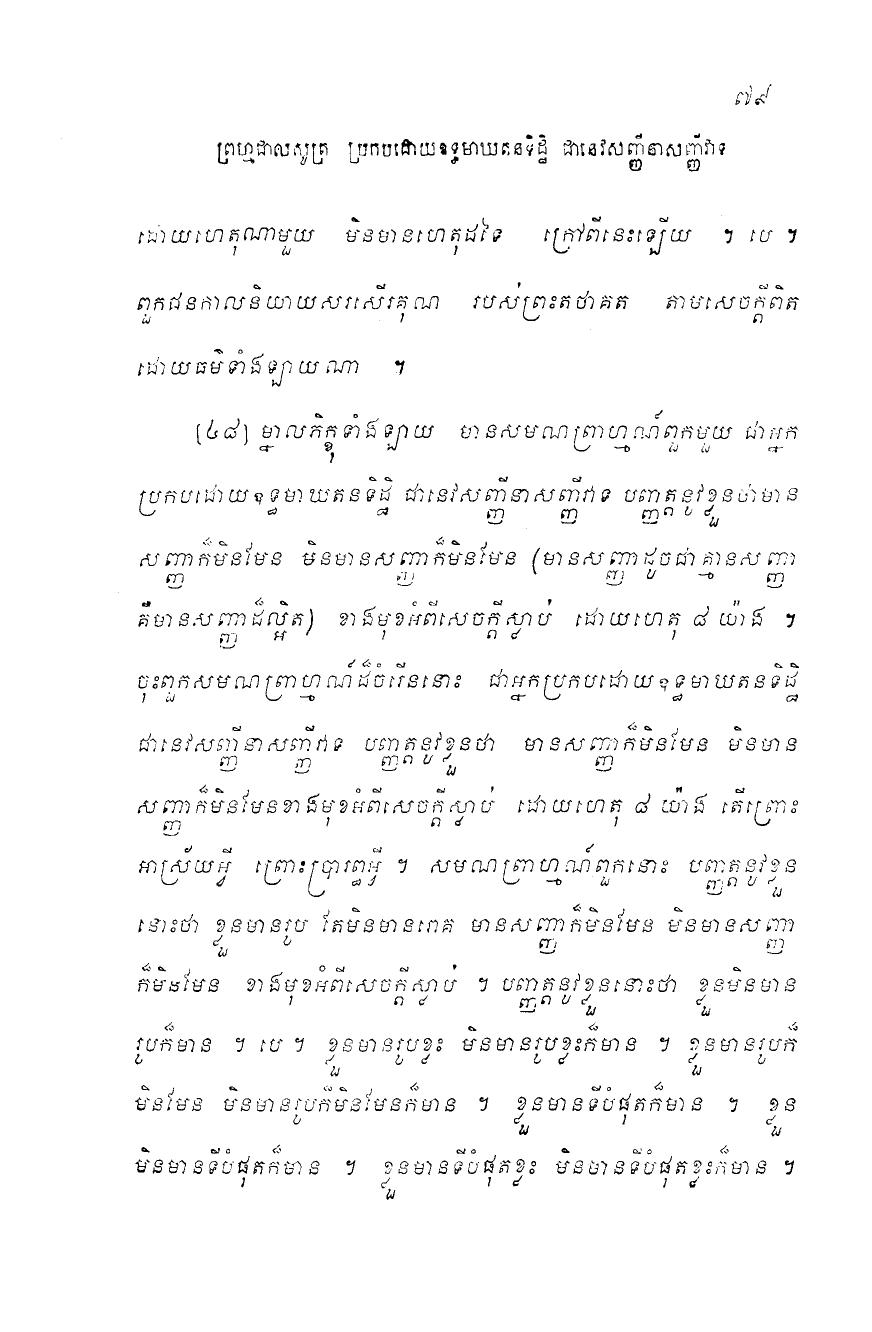 ៧៩
ព្រហ្មជាលសូត្រ ប្រកបដោយឧទ្ធមាឃតនទិដ្ឋិ ជានេវសញ្ញីនាសញ្ញីវាទ
ដោយហេតុណាមួយ មិនមានហេតុដទៃ ក្រៅពីនេះឡើយ ។ បេ ។
ពួកជនកាលនិយាយសរសើរគុណ របស់ព្រះតថាគត តាមសេចក្តីពិត
ដោយធម៌ទាំងឡាយណា ។
[៤៨] ម្នាលភិក្ខុទាំងឡាយ មានសមណព្រាហ្មណ៍ពួកមួយ ជាអ្នក
ប្រកបដោយឧទ្ធមាឃតនទិដ្ឋិ ជានេវសញ្ញីនាសញ្ញីវាទ បញ្ញត្តនូវខ្លួនថាមាន
សញ្ញាក៏មិនមែន មិនមានសញ្ញាក៏មិនមែន (មានសញ្ញាដូចជាគ្មានសញ្ញា
គឺមានសញ្ញាដ៏ល្អិត) ខាងមុខអំពីសេចក្តីស្លាប់ ដោយហេតុ ៨ យ៉ាង ។
ចុះពួកសមណព្រាហ្មណ៍ដ៏ចំរើននោះ ជាអ្នកប្រកបដោយឧទ្ធមាឃតនទិដ្ឋិ
ជានេវសញ្ញីនាសញ្ញីវាទ បញ្ញត្តនូវខ្លួនថា មានសញ្ញាក៏មិនមែន មិនមាន
សញ្ញាក៏មិនមែនខាងមុខអំពីសេចក្តីស្លាប់ ដោយហេតុ ៨ យ៉ាង តើព្រោះ
អាស្រ័យអ្វី ព្រោះប្រារព្ធអ្វី ។ សមណព្រាហ្មណ៍ពួកនោះ បញ្ញត្តនូវខ្លួន
នោះថា ខ្លួនមានរូប តែមិនមានរោគ មានសញ្ញាក៏មិនមែន មិនមានសញ្ញា
ក៏មិនមែន ខាងមុខអំពីសេចក្តីស្លាប់ ។ បញ្ញត្តនូវខ្លួននោះថា ខ្លួនមិនមាន
រូបក៏មាន ។ បេ ។ ខ្លួនមានរូបខ្លះ មិនមានរូបខ្លះក៏មាន ។ ខ្លួនមានរូបក៏
មិនមែន មិនមានរូបក៏មិនមែនក៏មាន ។ ខ្លួនមានទីបំផុតក៏មាន ។ ខ្លួន
មិនមានទីបំផុតក៏មាន ។ ខ្លួនមានទីបំផុតខ្លះ មិនមានទីបំផុតខ្លះក៏មាន ។